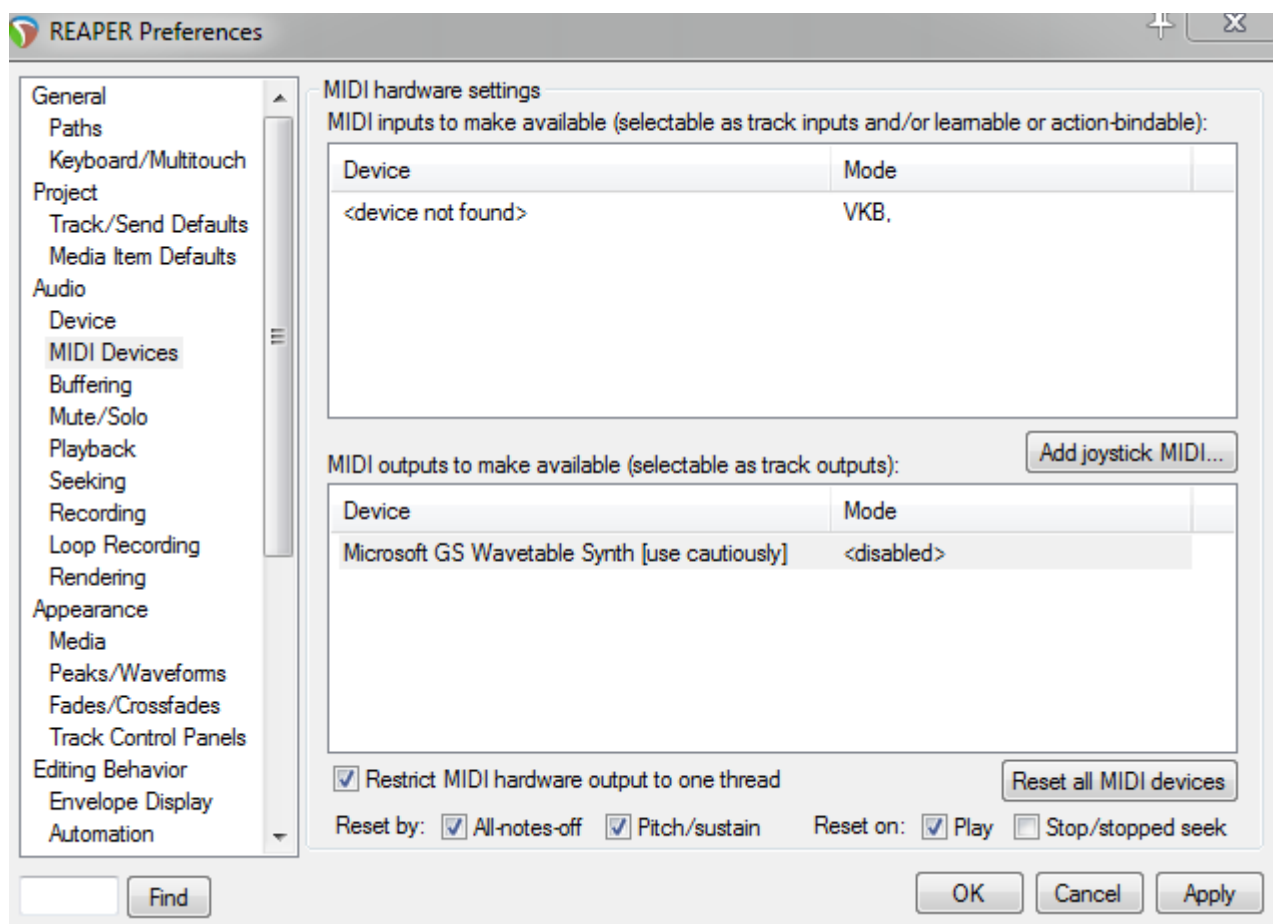 REAPER Preferences
General
Paths
Keyboard/Multitouch
Project
Track/Send Defaults
Media Item Defaults
Audio
Device
MIDI Devices
Buffering
Mute/Solo
Playback
Seeking
Recording
Loop Recording
Rendering
Appearance
Media
Peaks/Waveforms
Fades/Crossfades
Track Control Panels
Editing Behavior
Envelope Display
Automation
Find
MIDI hardware settings
MIDI inputs to make available (selectable as track inputs and/or learnable or action-bindable):
Device Mode
<device not found> VKB,
Add joystick MIDI...
MIDI outputs to make available (selectable as track outputs):
Device Mode
Microsoft GS Wavetable Synth [use cautiously] <disabled>
Restrict MIDI hardware output to one thread
Reset all MIDI devices
Reset by: All-notes-off Pitch/sustain Reset on: Play Stop/stopped seek
OK Cancel Apply